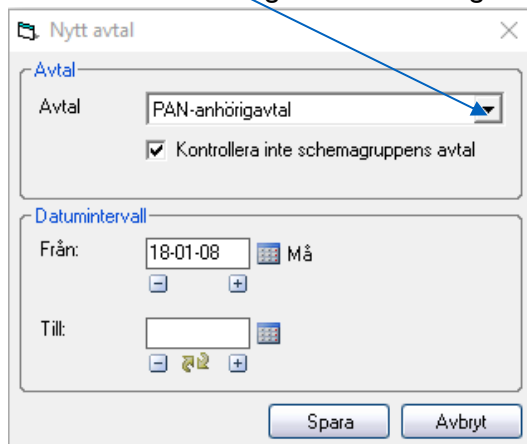 Nytt avtal
Avtal
Avtal PAN-anhörigavtal
Kontrollera inte schemagruppens avtal
Datumintervall
Från: 18-01-08 Må
Till:
Spara Avbryt